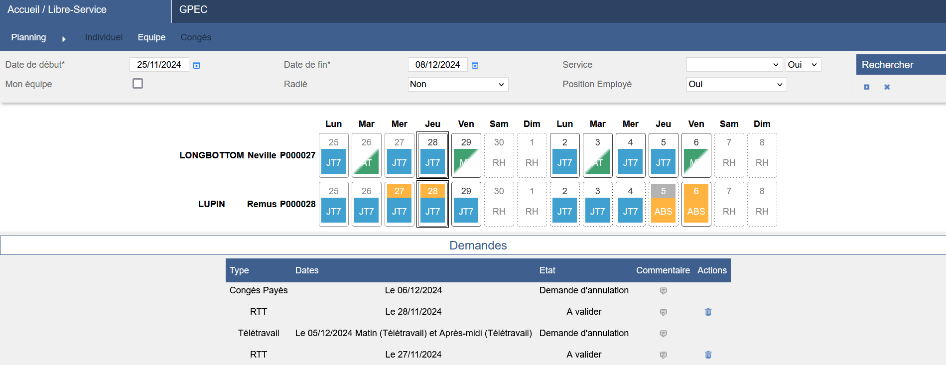 Accueil / Libre-Service GPEC
Planning Individuel Equipe Congés
Date de début* 25/11/2024 Date de fin* 08/12/2024 Service Oui Rechercher
Mon équipe Radié Non Position Employé Oui
Lun Mar Mer Jeu Ven Sam Dim Lun Mar Mer Jeu Ven Sam Dim
25 26 27 28 29 30 1 2 3 4 5 6 7 8
LONGBOTTOM Neville P000027 JT7 JT7 JT7 RH RH JT7 JT7 JT7 RH RH
25 26 27 28 29 30 1 2 3 4 5 6 7 8
LUPIN Remus P000028 JT7 JT7 JT7 JT7 JT7 RH RH JT7 JT7 JT7 ABS ABS RH RH
Demandes
Type Dates Etat Commentaire Actions
Congés Payés Le 06/12/2024 Demande d'annulation
RTT Le 28/11/2024 A valider
Télétravail Le 05/12/2024 Matin (Télétravail) et Après-midi (Télétravail) Demande d'annulation
RTT Le 27/11/2024 A valider